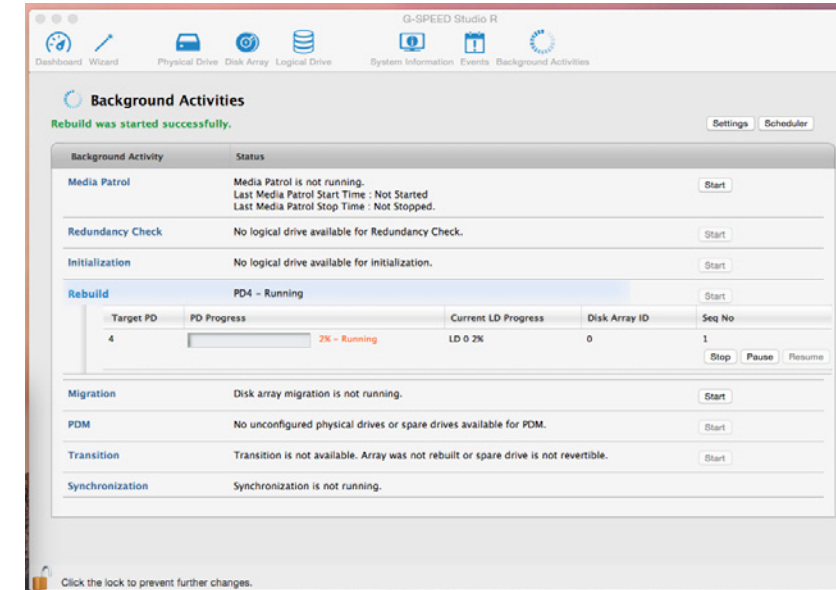 G-SPEED Studio R
Dashboard Wizard Physical Drive Disk Array Logical Drive System Information Events Background Activities
Background Activities
Rebuild was started successfully.
Settings Scheduler
Background Activity Status
Media Patrol Media Patrol is not running. Start
Last Media Patrol Start Time : Not Started
Last Media Patrol Stop Time : Not Stopped.
Redundancy Check No logical drive available for Redundancy Check. Start
Initialization No logical drive available for initialization. Start
Rebuild PD4 - Running Start
Target PD PD Progress Current LD Progress Disk Array ID Seq No
4 2% - Running LD 0 2% 0 1
Stop Pause Resume
Migration Disk array migration is not running. Start
PDM No unconfigured physical drives or spare drives available for PDM. Start
Transition Transition is not available. Array was not rebuilt or spare drive is not revertible. Start
Synchronization Synchronization is not running.
Click the lock to prevent further changes.